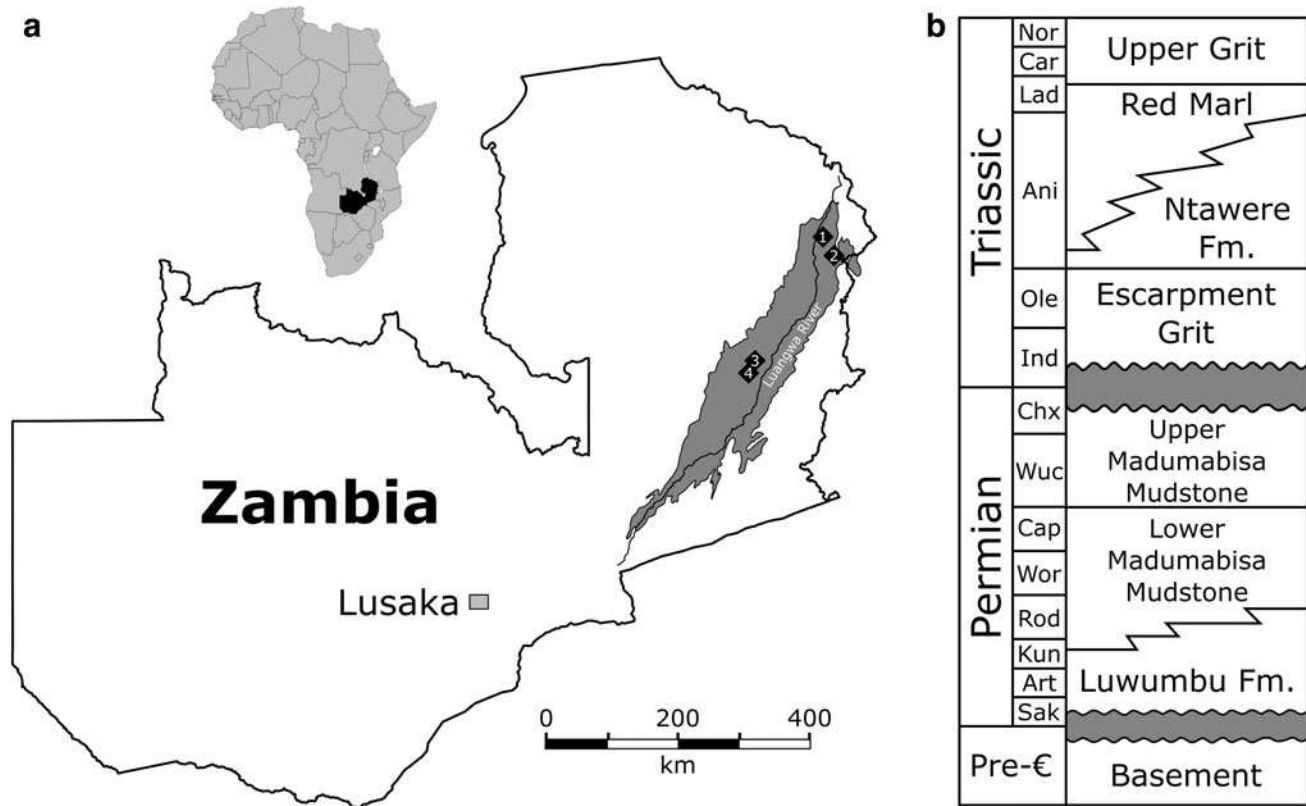 a
1
2
3
4
Luangwa River
Zambia
Lusaka
0 200 400
km
b
Triassic
Nor
Car
Lad
Ani
Ole
Ind
Permian
Chx
Wuc
Cap
Wor
Rod
Kun
Art
Sak
Pre-€
Upper Grit
Red Marl
Ntawere
Fm.
Escarpment
Grit
Upper
Madumabisa
Mudstone
Lower
Madumabisa
Mudstone
Luwumbu Fm.
Basement